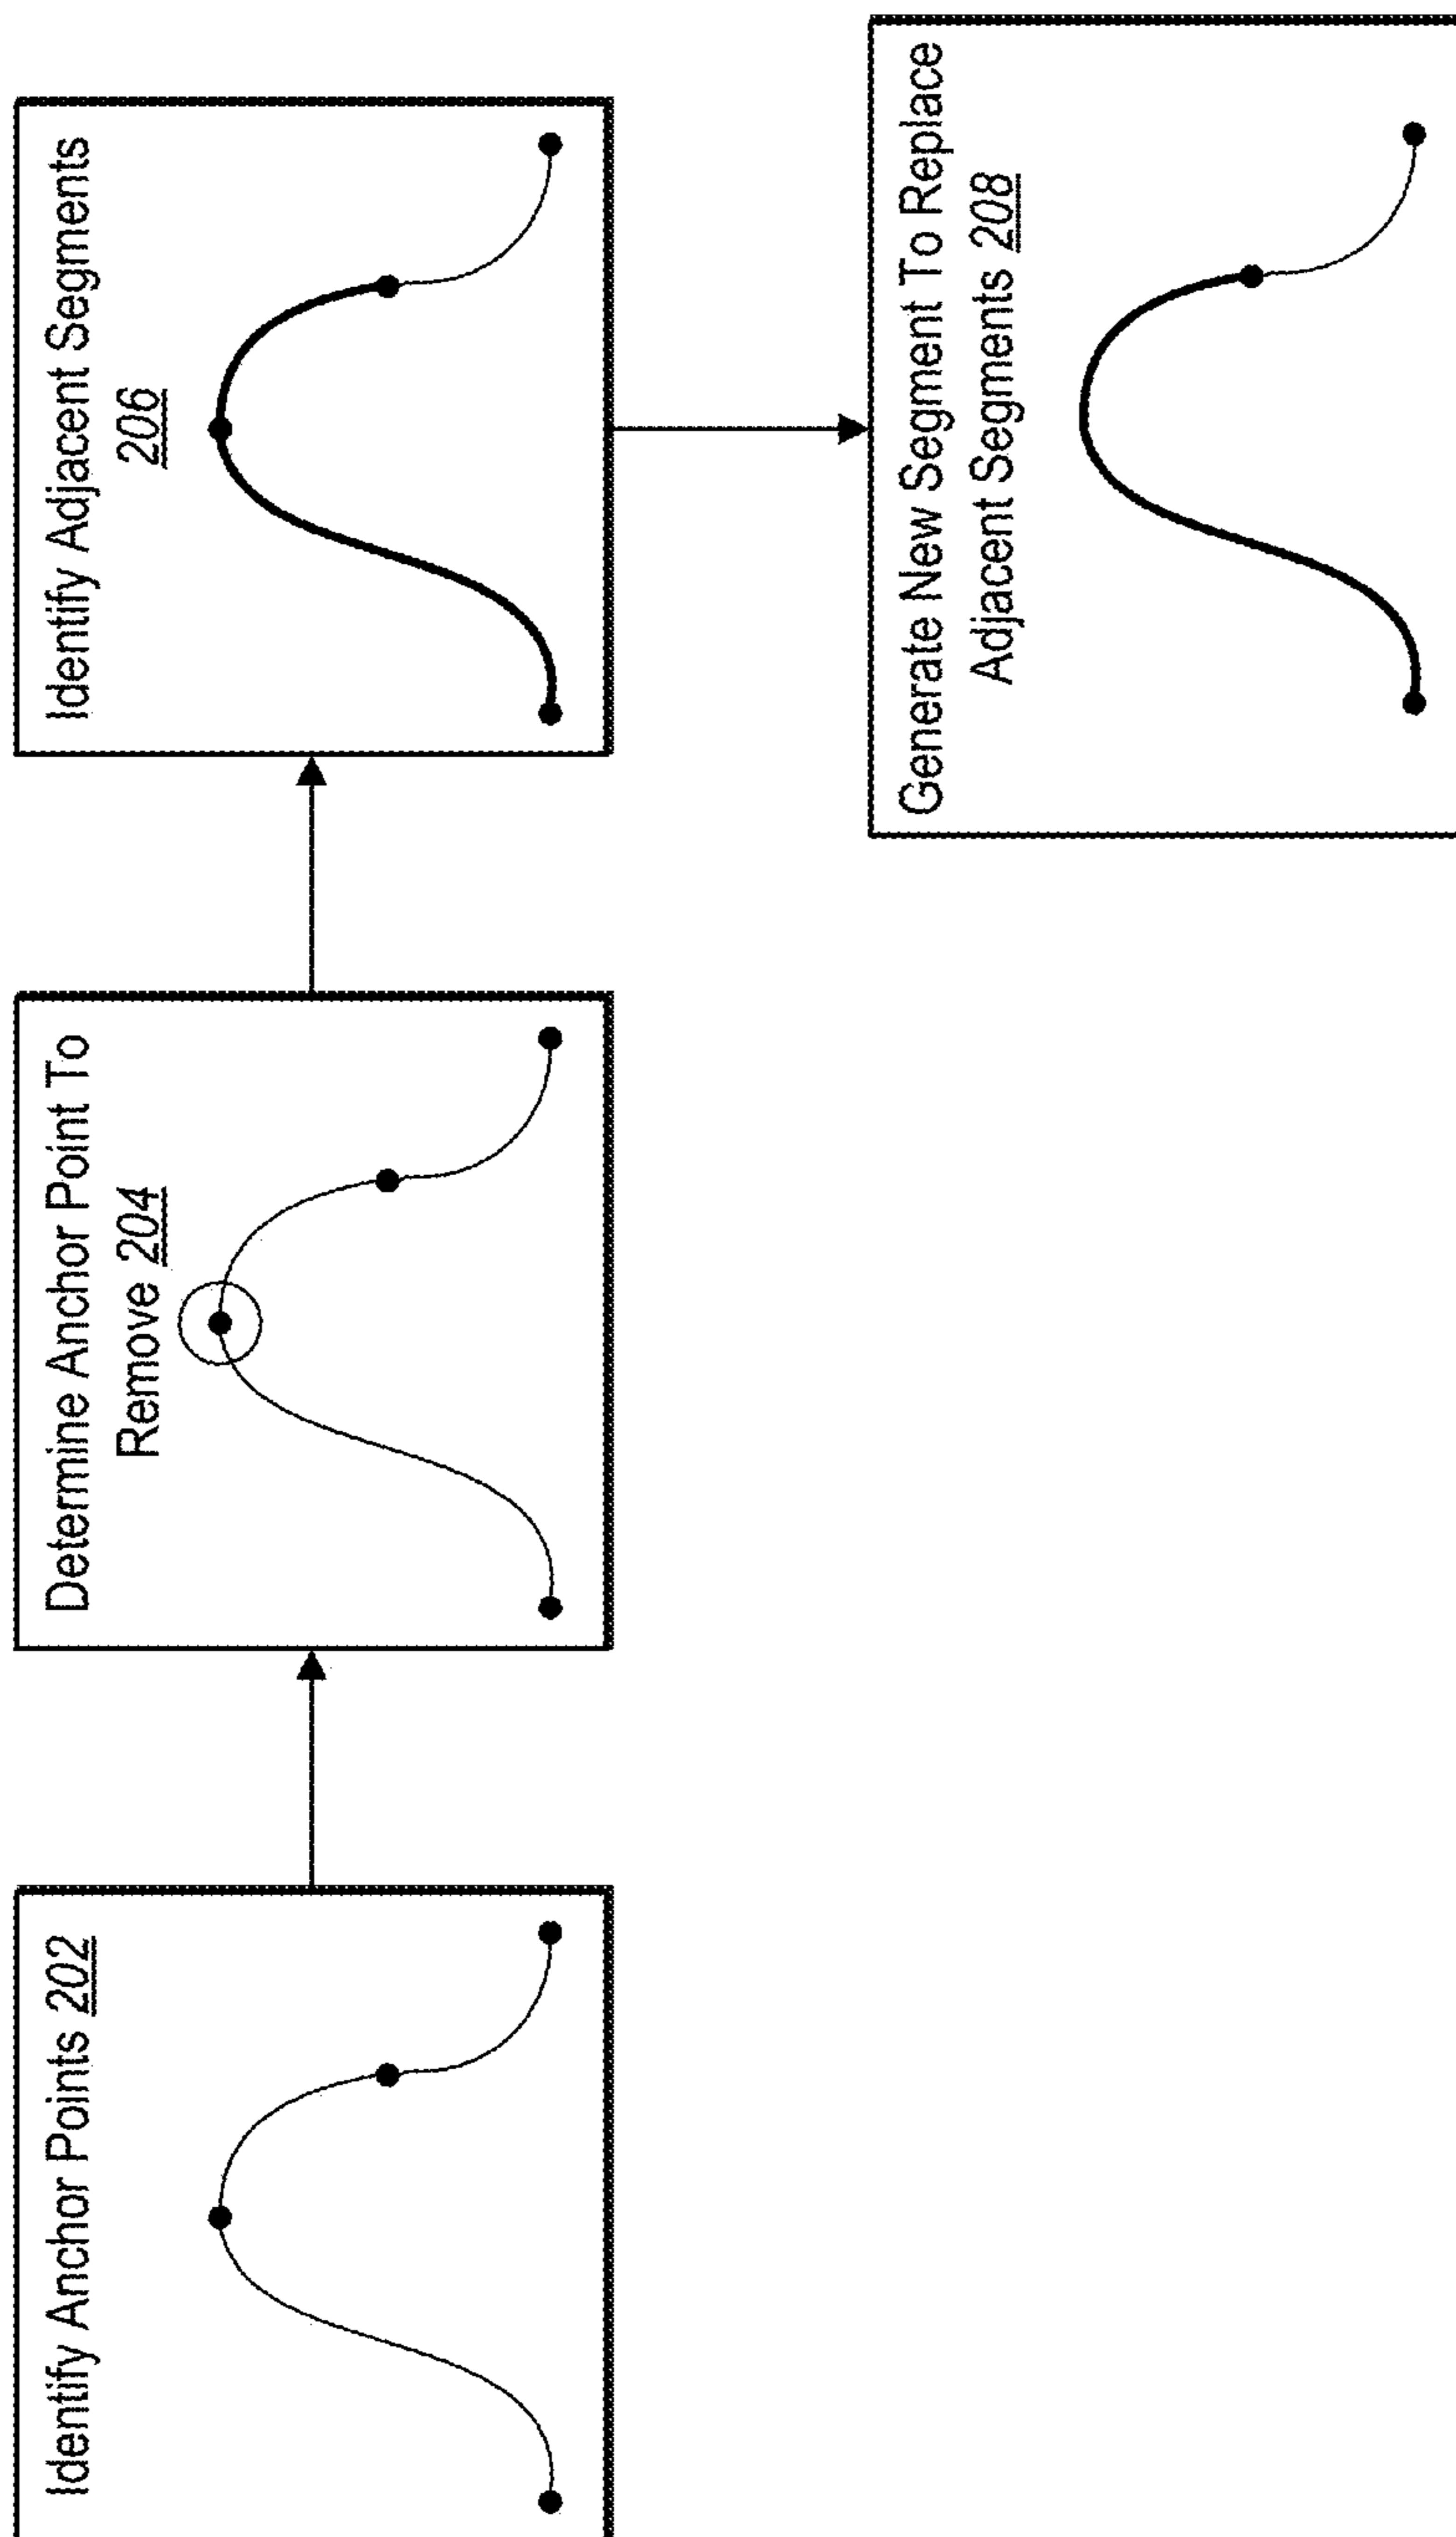 Identify Anchor Points 202
Determine Anchor Point To
Remove 204
Identify Adjacent Segments
206
Generate New Segment To Replace
Adjacent Segments 208